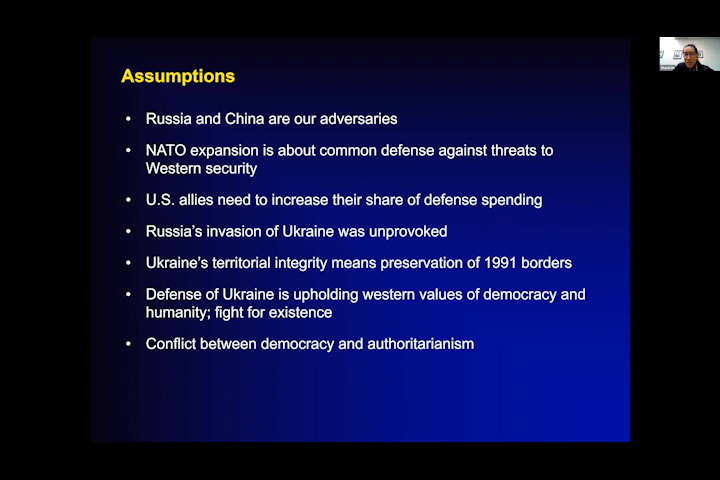 Assumptions
• Russia and China are our adversaries
• NATO expansion is about common defense against threats to
Western security
• U.S. allies need to increase their share of defense spending
• Russia's invasion of Ukraine was unprovoked
• Ukraine's territorial integrity means preservation of 1991 borders
• Defense of Ukraine is upholding western values of democracy and
humanity; fight for existence
• Conflict between democracy and authoritarianism